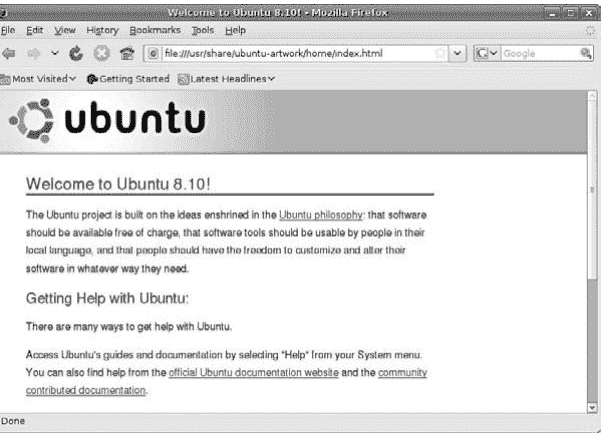 Welcome to Ubuntu 8.10! - Mozilla Firefox
File Edit View History Bookmarks Tools Help
file:///usr/share/ubuntu-artwork/home/index.html
Google
Most Visited Getting Started Latest Headlines
ubuntu
Welcome to Ubuntu 8.10!
The Ubuntu project is built on the ideas enshrined in the Ubuntu philosophy: that software
should be available free of charge, that software tools should be usable by people in their
local language, and that people should have the freedom to customize and alter their
software in whatever way they need.
Getting Help with Ubuntu:
There are many ways to get help with Ubuntu.
Access Ubuntu's guides and documentation by selecting "Help" from your System menu.
You can also find help from the official Ubuntu documentation website and the community
contributed documentation.
Done